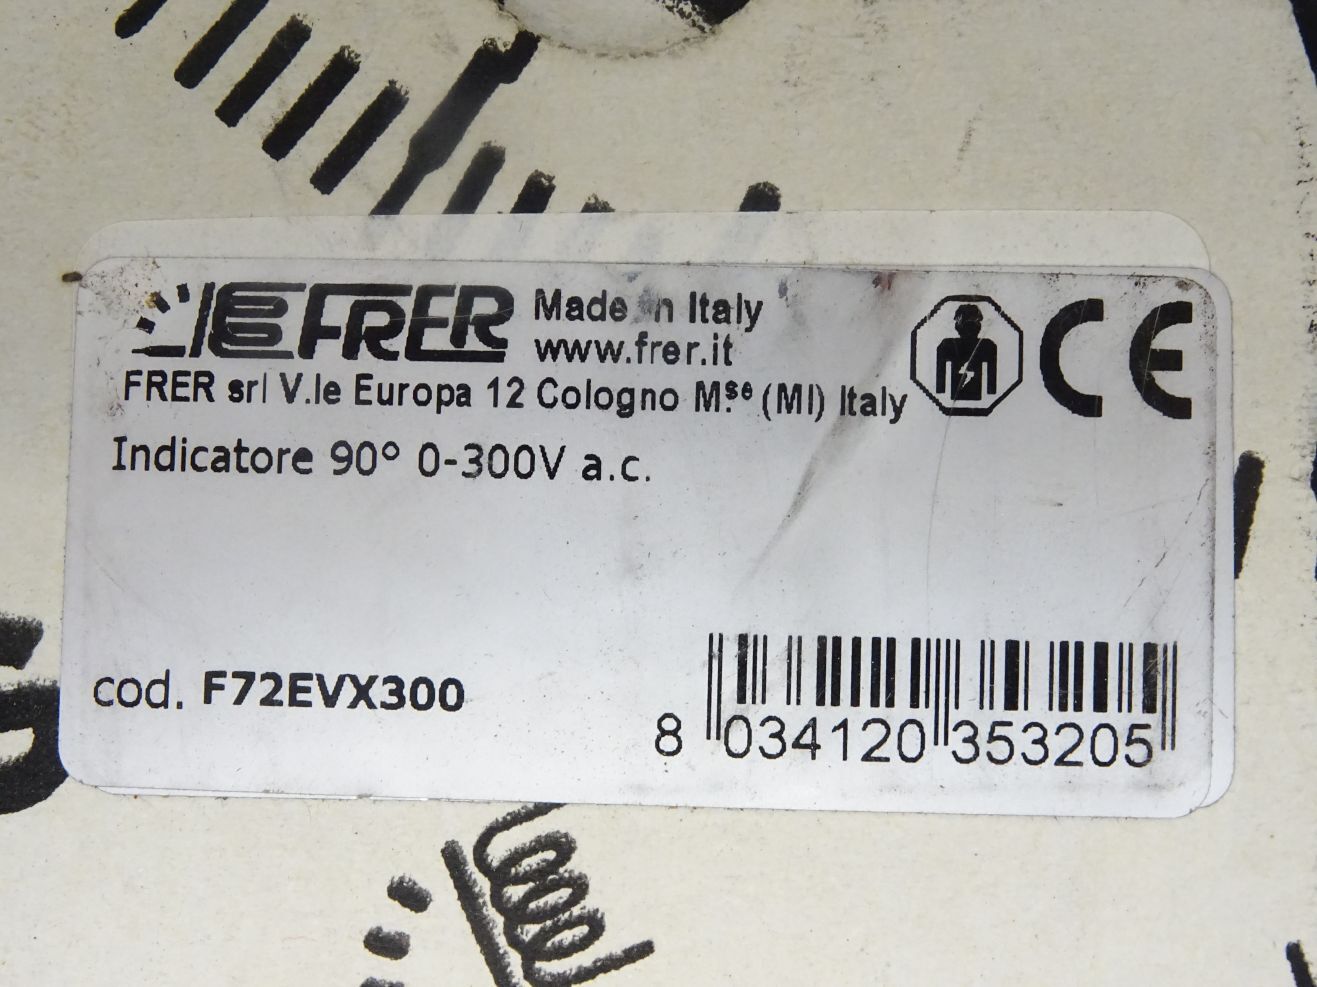 FRER Made in Italy
www.frer.it
FRER srl V.le Europa 12 Cologno M.se (MI) Italy
CE
Indicatore 90° 0-300V a.c.
cod. F72EVX300
8 034120 353205